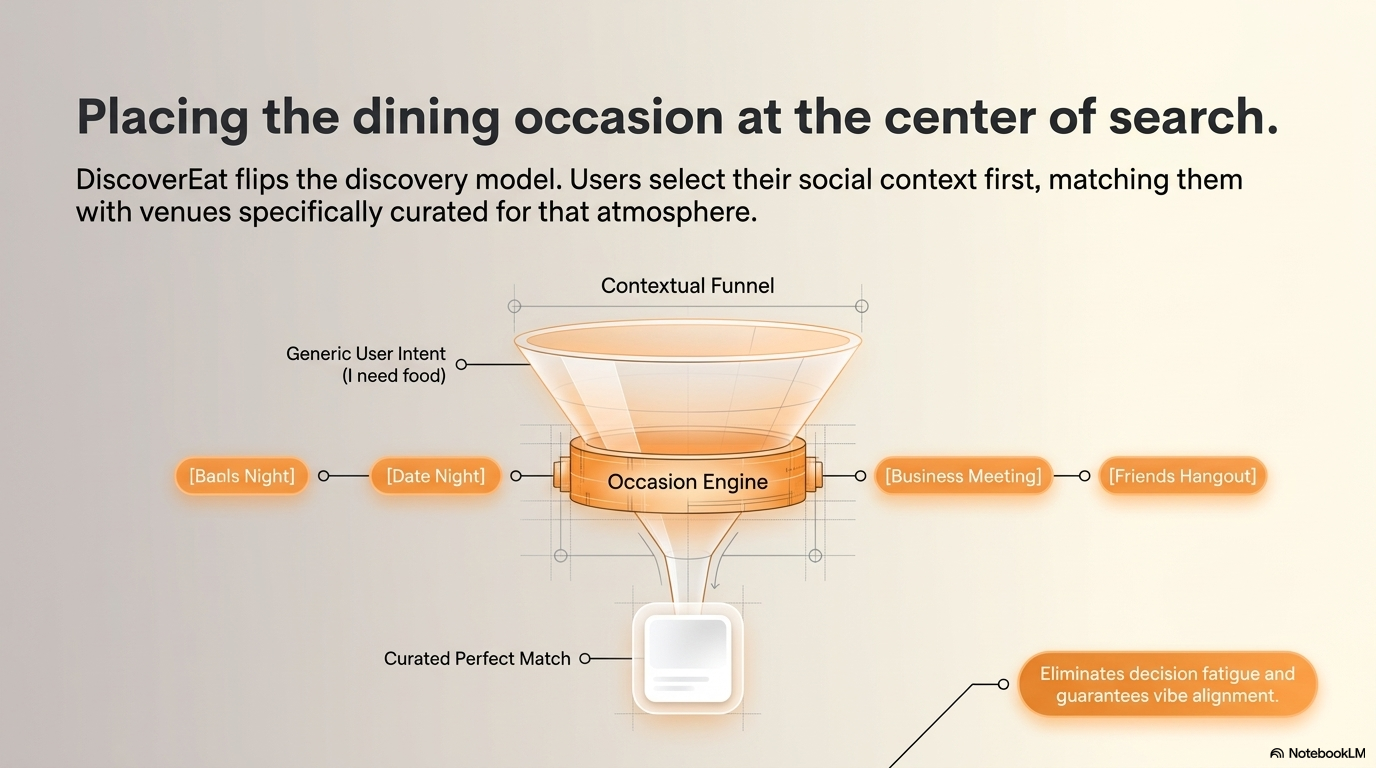 Placing the dining occasion at the center of search.
DiscoverEat flips the discovery model. Users select their social context first, matching them
with venues specifically curated for that atmosphere.
Contextual Funnel
Generic User Intent
(I need food)
[Baols Night]
[Date Night]
Occasion Engine
[Business Meeting]
[Friends Hangout]
Curated Perfect Match
Eliminates decision fatigue and
guarantees vibe alignment.
NotebookLM